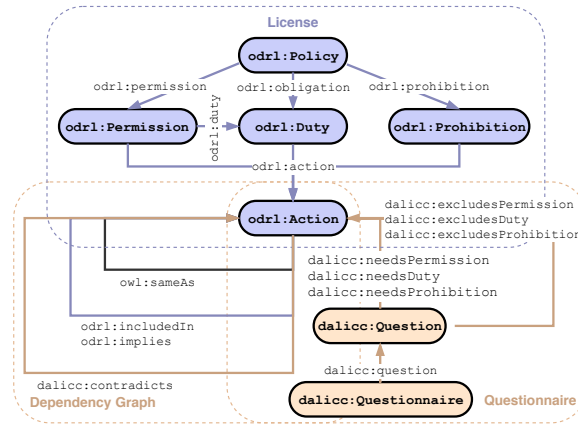 License
odrl:Policy
odrl:permission
odrl:obligation
odrl:prohibition
odrl:Permission
odrl:duty
odrl:Duty
odrl:Prohibition
odrl:action
odrl:Action
dalicc:excludesPermission
dalicc:excludesDuty
dalicc:excludesProhibition
dalicc:needsPermission
dalicc:needsDuty
dalicc:needsProhibition
owl:sameAs
odrl:includedIn
odrl:implies
dalicc:Question
dalicc:question
dalicc:contradicts
dalicc:Questionnaire
Dependency Graph
Questionnaire